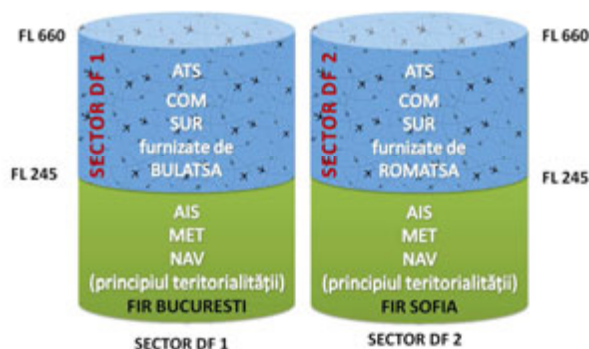 FL 660
FL 245
SECTOR DF 1
ATS
COM
SUR
furnizate de
BULATSA
AIS
MET
NAV
(principiul teritorialității)
FIR BUCURESTI
SECTOR DF 1
SECTOR DF 2
ATS
COM
SUR
furnizate de
ROMATSA
AIS
MET
NAV
(principiul teritorialității)
FIR SOFIA
SECTOR DF 2
FL 660
FL 245